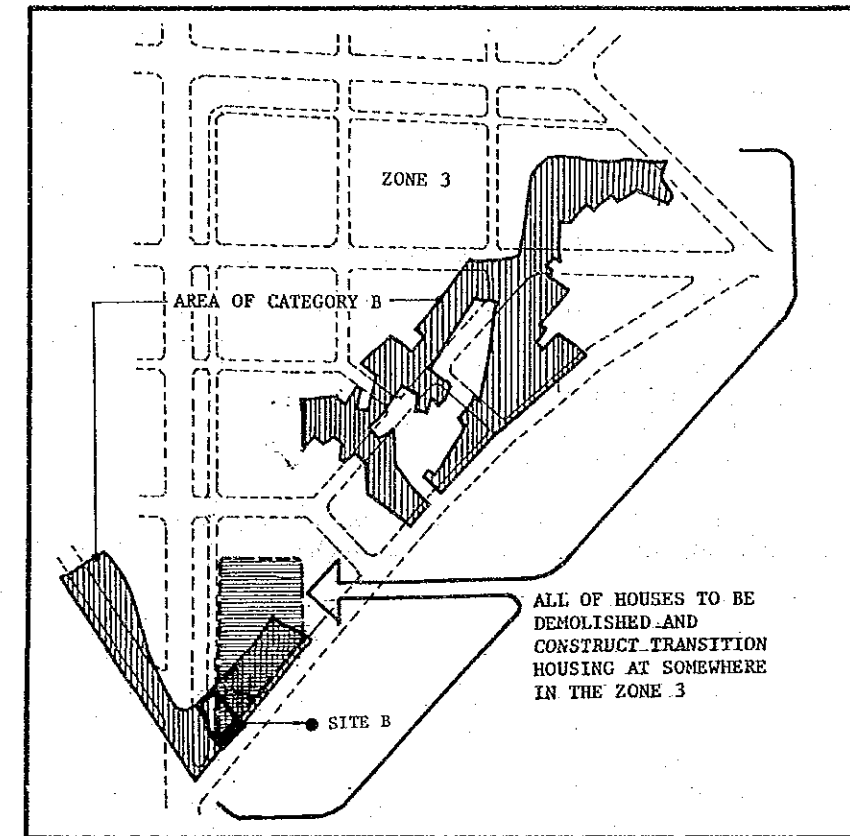 ZONE 3
AREA OF CATEGORY B
ALL OF HOUSES TO BE
DEMOLISHED AND
CONSTRUCT TRANSITION
HOUSING AT SOMEWHERE
IN THE ZONE 3
SITE B